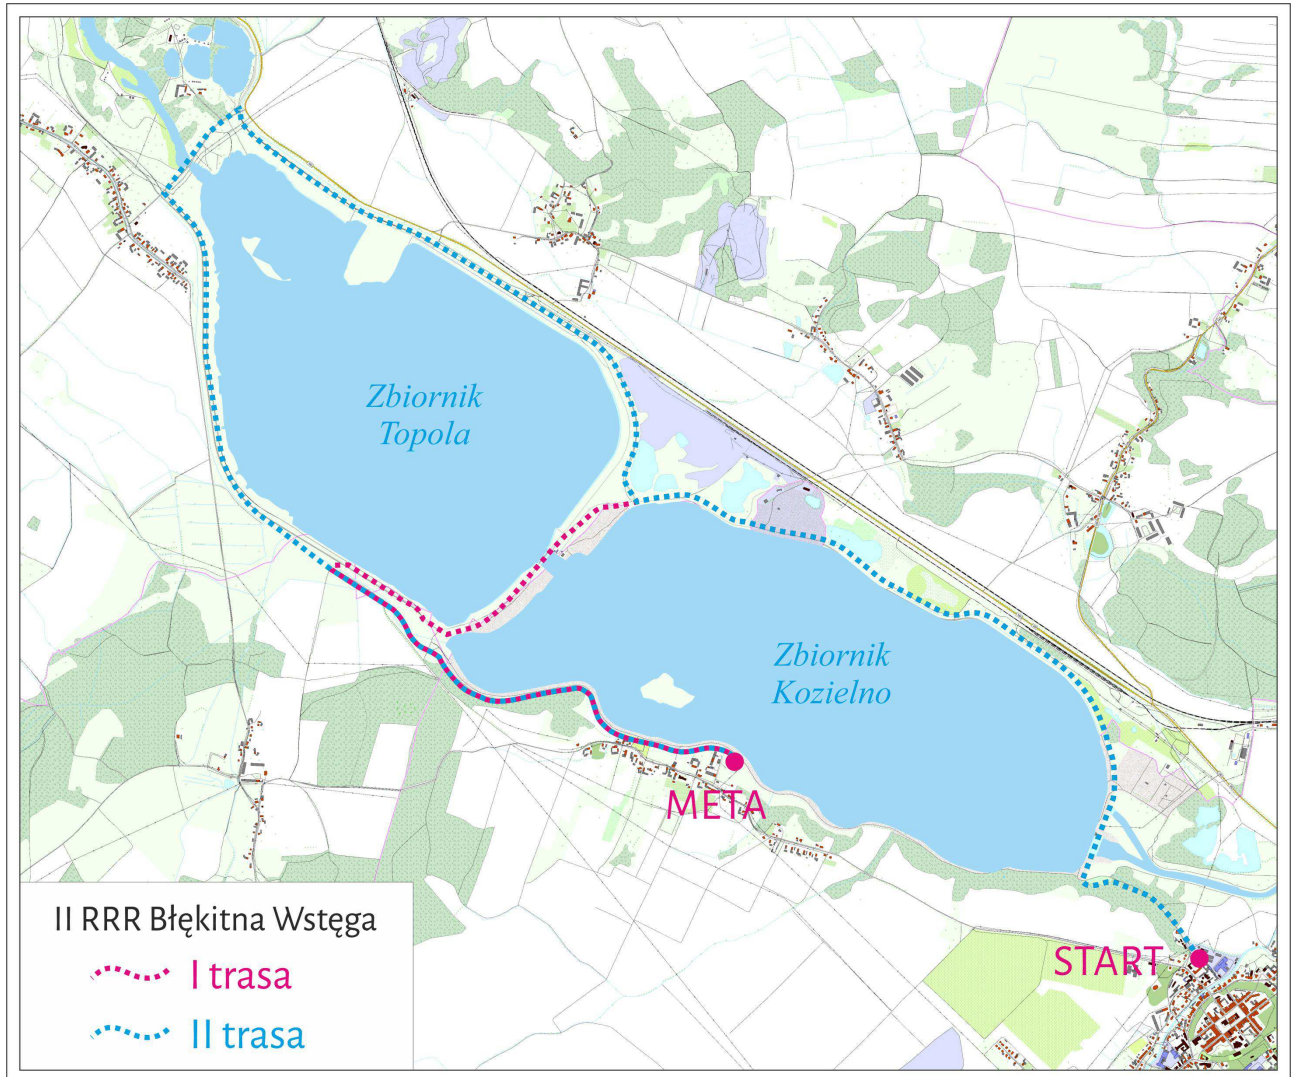 Zbiornik
Topola
Zbiornik
Kozielno
META
START
II RRR Błękitna Wstęga
I trasa
II trasa